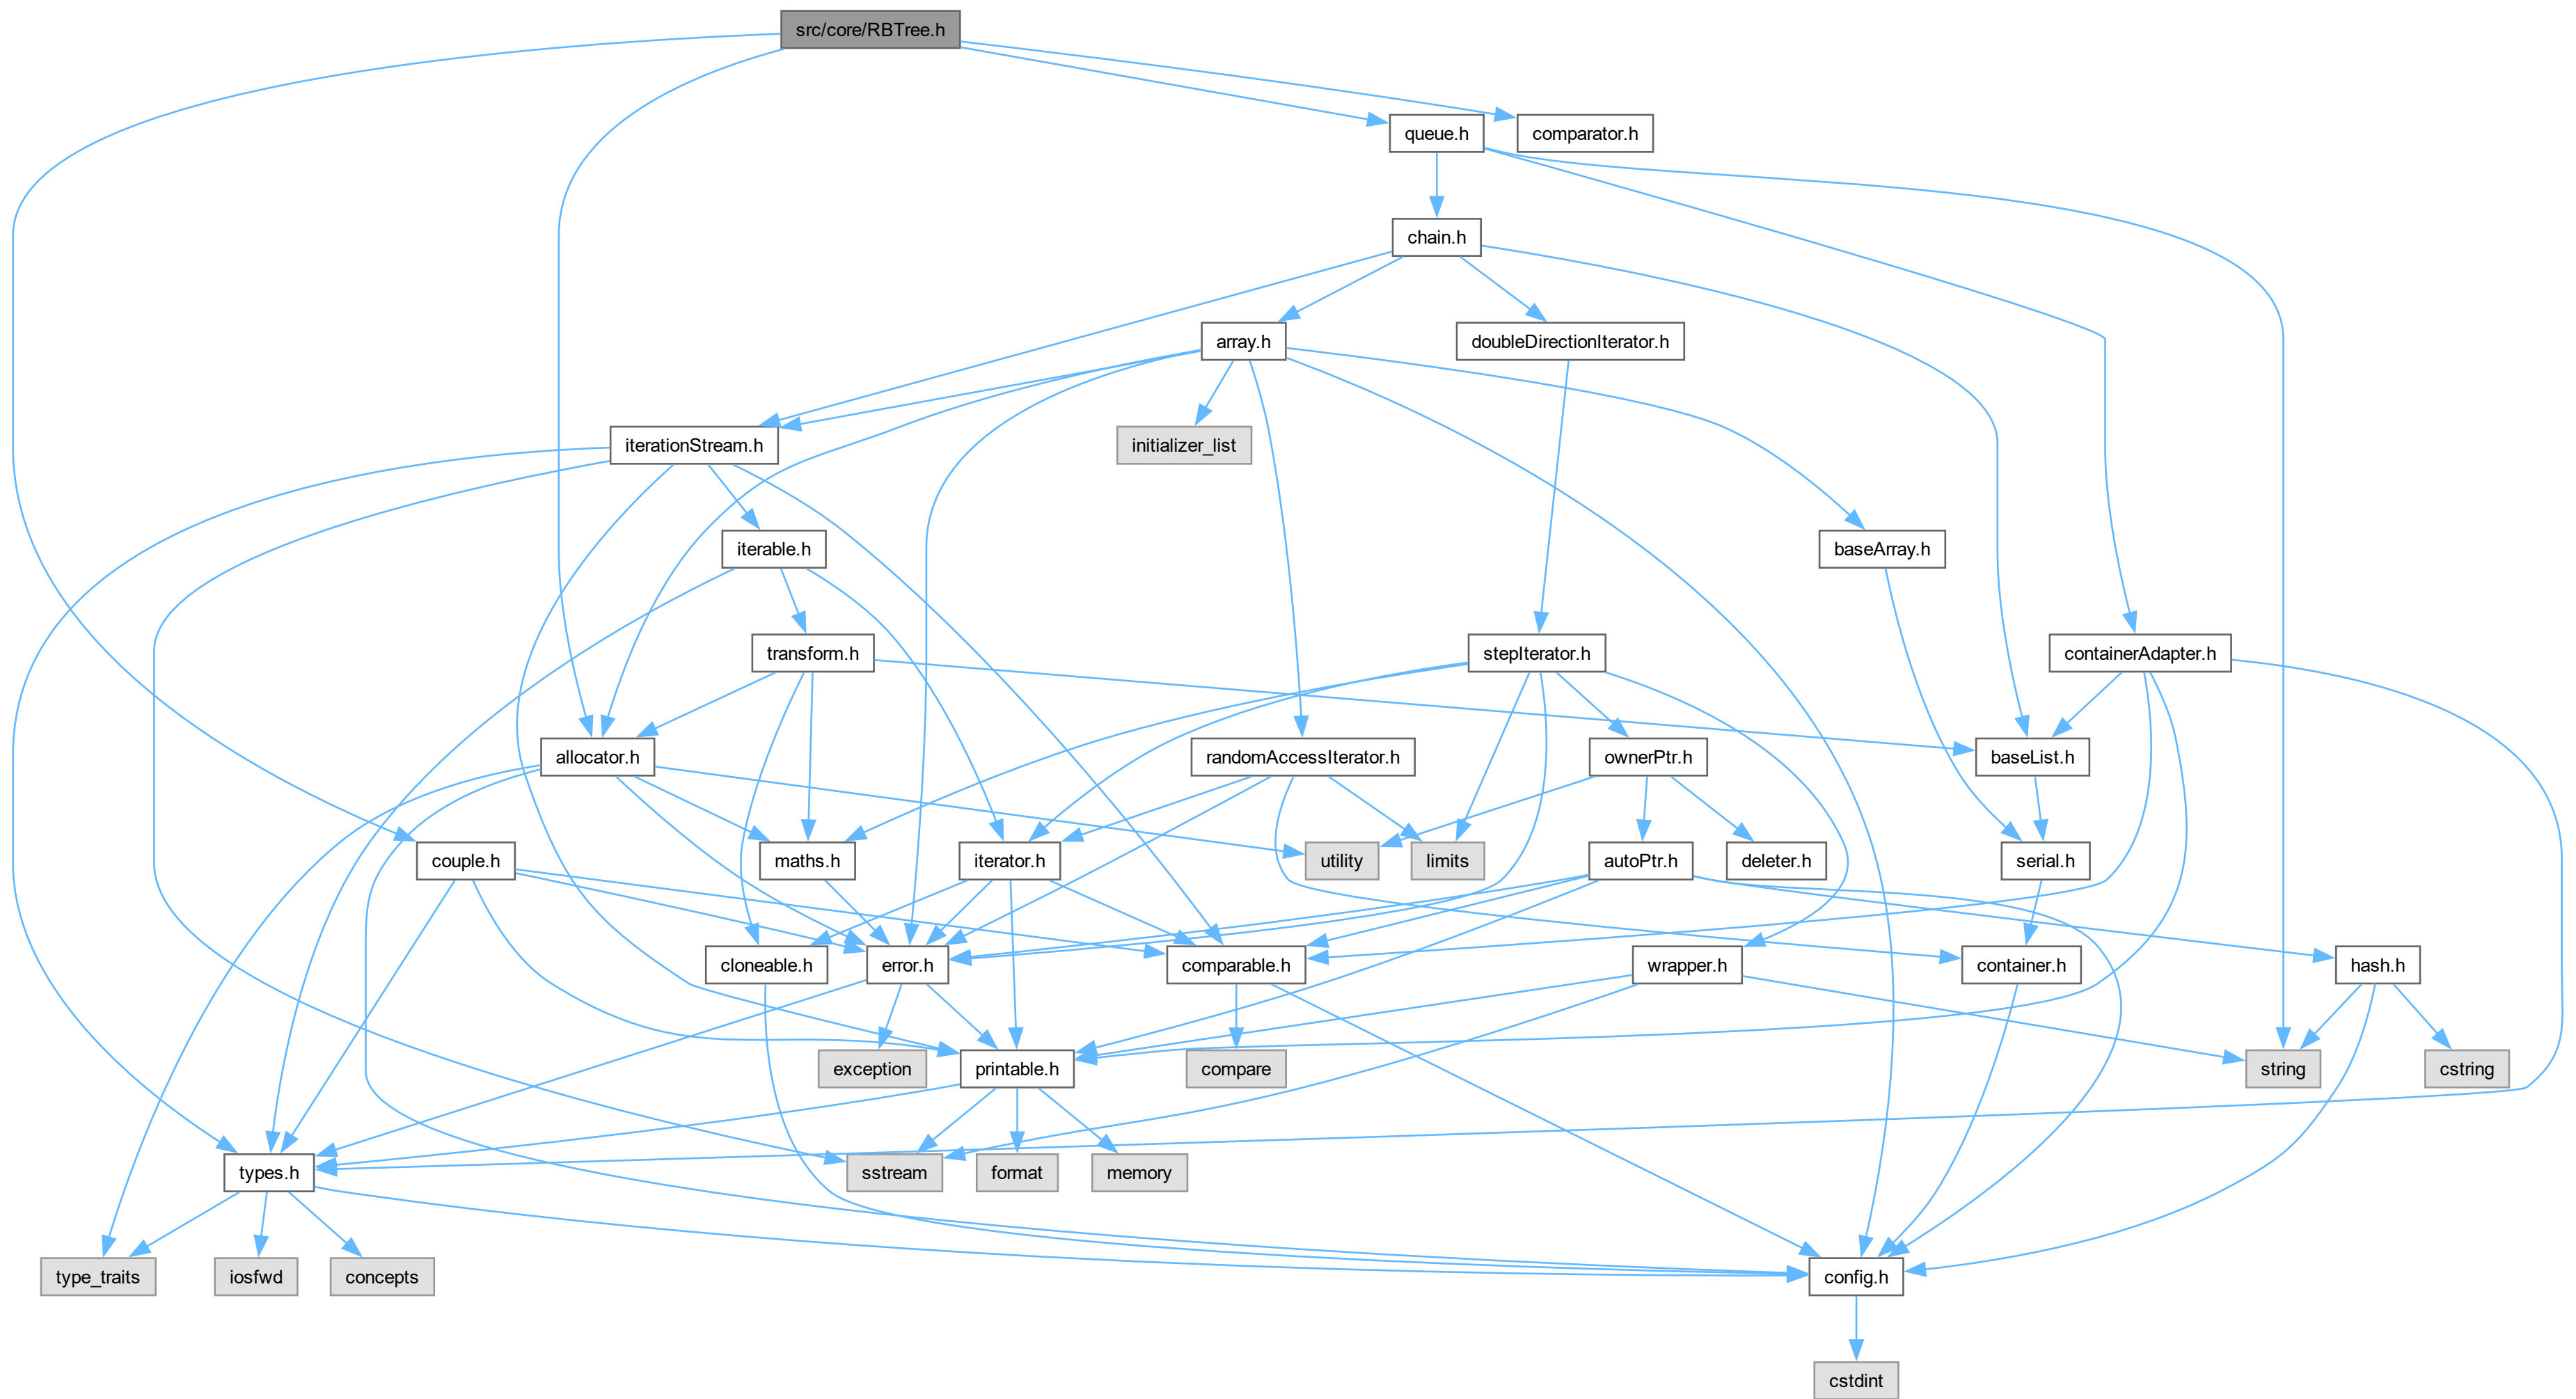 src/core/RBTree.h
queue.h
comparator.h
chain.h
array.h
doubleDirectionIterator.h
iterationStream.h
initializer_list
iterable.h
baseArray.h
transform.h
stepIterator.h
containerAdapter.h
allocator.h
randomAccessIterator.h
ownerPtr.h
baseList.h
couple.h
maths.h
iterator.h
utility
limits
autoPtr.h
deleter.h
serial.h
cloneable.h
error.h
comparable.h
wrapper.h
container.h
hash.h
exception
printable.h
compare
string
cstring
types.h
sstream
format
memory
type_traits
iosfwd
concepts
config.h
cstdint